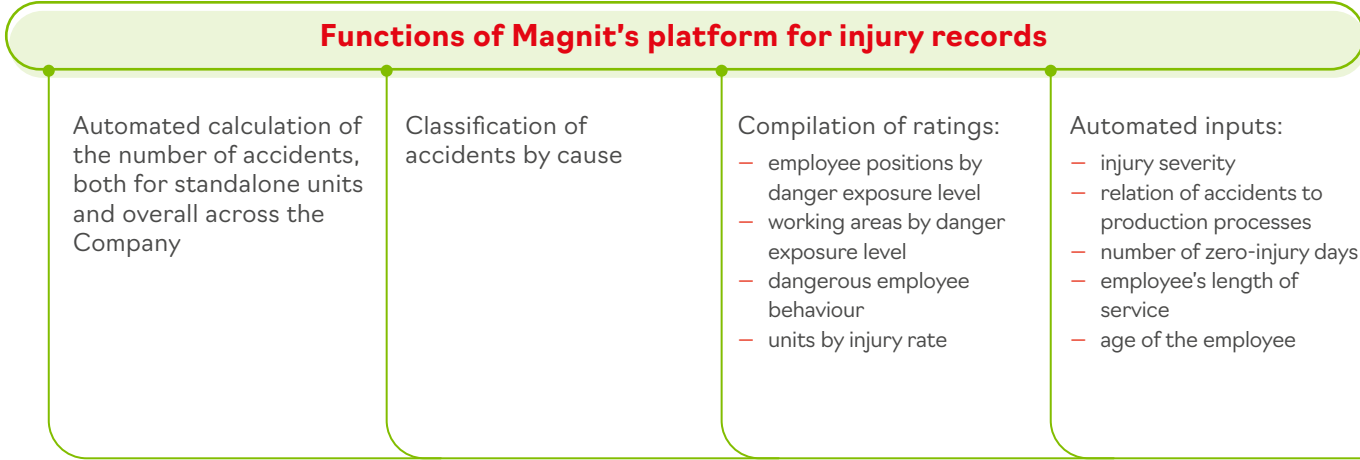 Functions of Magnit's platform for injury records
Automated calculation of
the number of accidents,
both for standalone units
and overall across the
Company
Classification of
accidents by cause
Compilation of ratings:
— employee positions by
danger exposure level
— working areas by danger
exposure level
— dangerous employee
behaviour
— units by injury rate
Automated inputs:
— injury severity
— relation of accidents to
production processes
— number of zero-injury days
— employee's length of
service
— age of the employee